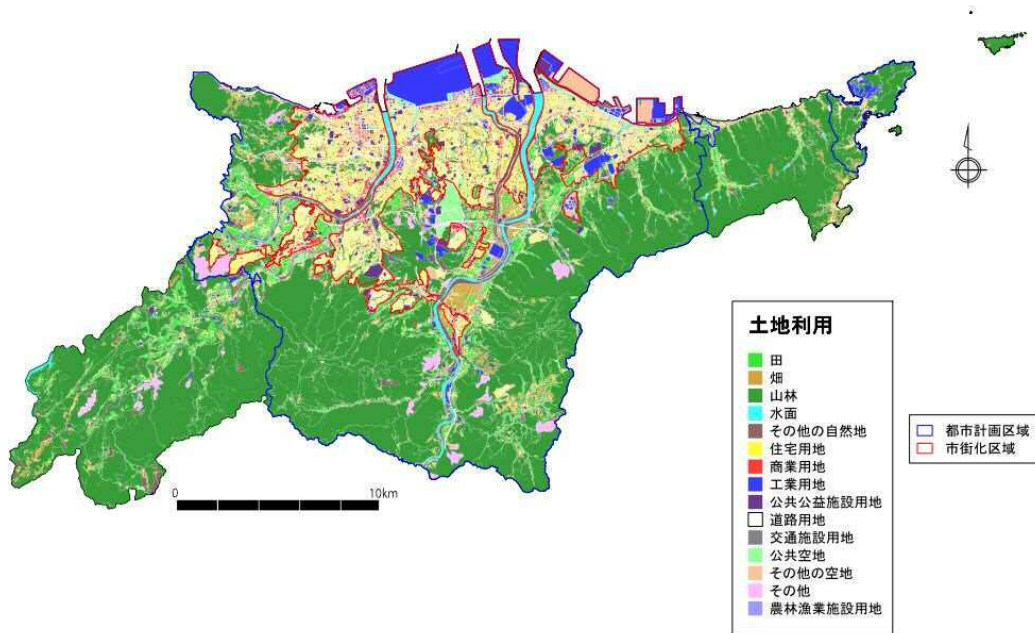 土地利用
田
畑
山林
水面
その他の自然地
住宅用地
商業用地
工業用地
公共公益施設用地
道路用地
交通施設用地
公共空地
その他の空地
その他
農林漁業施設用地
都市計画区域
市街化区域
0 10km